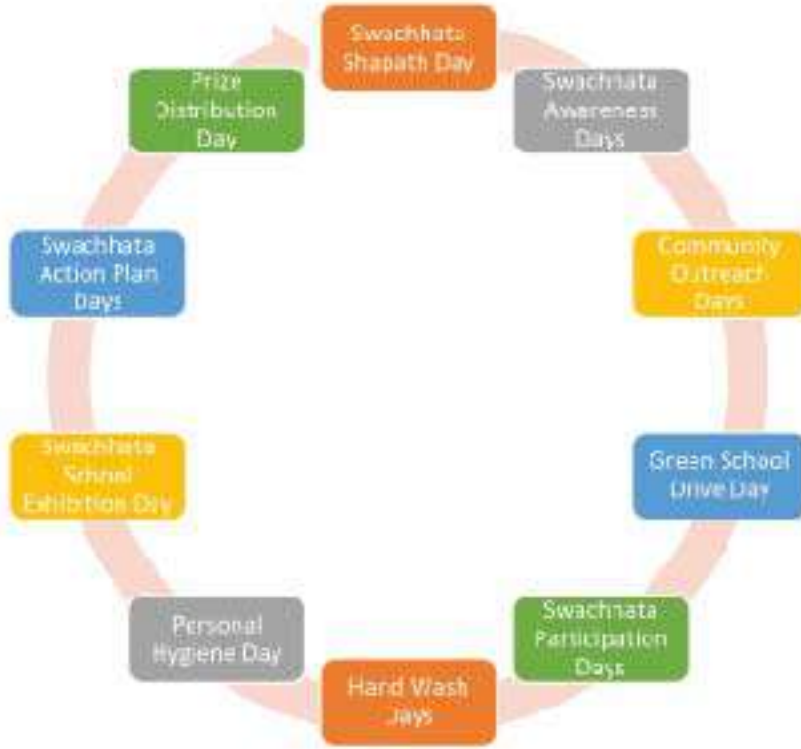 Swachhata
Shapath Day
Swachhata
Awareness
Days
Community
Outreach
Days
Green School
Drive Day
Swachhata
Participation
Days
Hand Wash
Days
Personal
Hygiene Day
Swachhata
School
Exhibition Day
Swachhata
Action Plan
Days
Prize
Distribution
Day